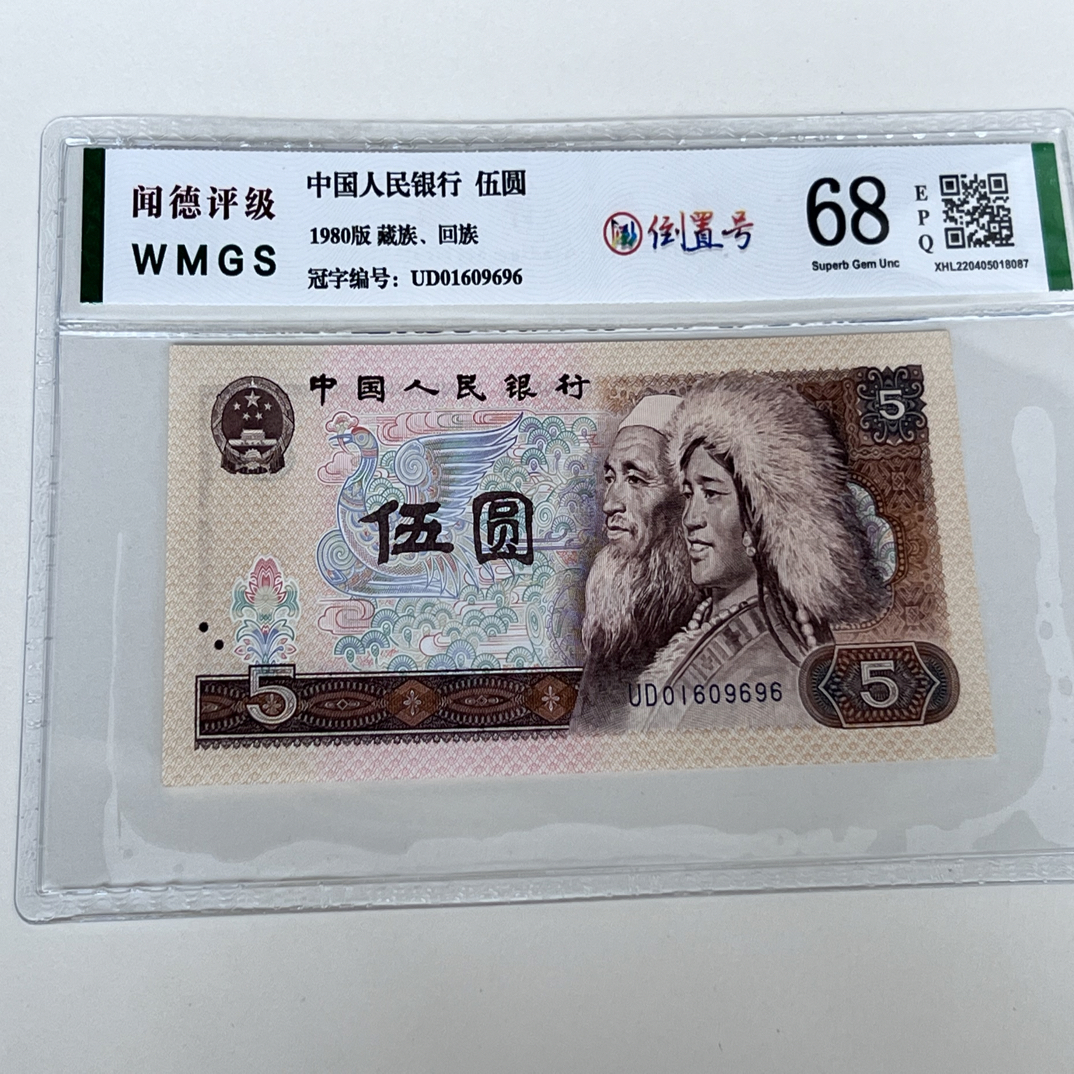 闻德评级
WMGS
中国人民银行 伍圆
1980版 藏族、回族
冠字编号：UD01609696
倒置号
68
Superb Gem Unc
EPQ
XHL220405018087
中国人民银行
5
伍圆
5
UD01609696
5